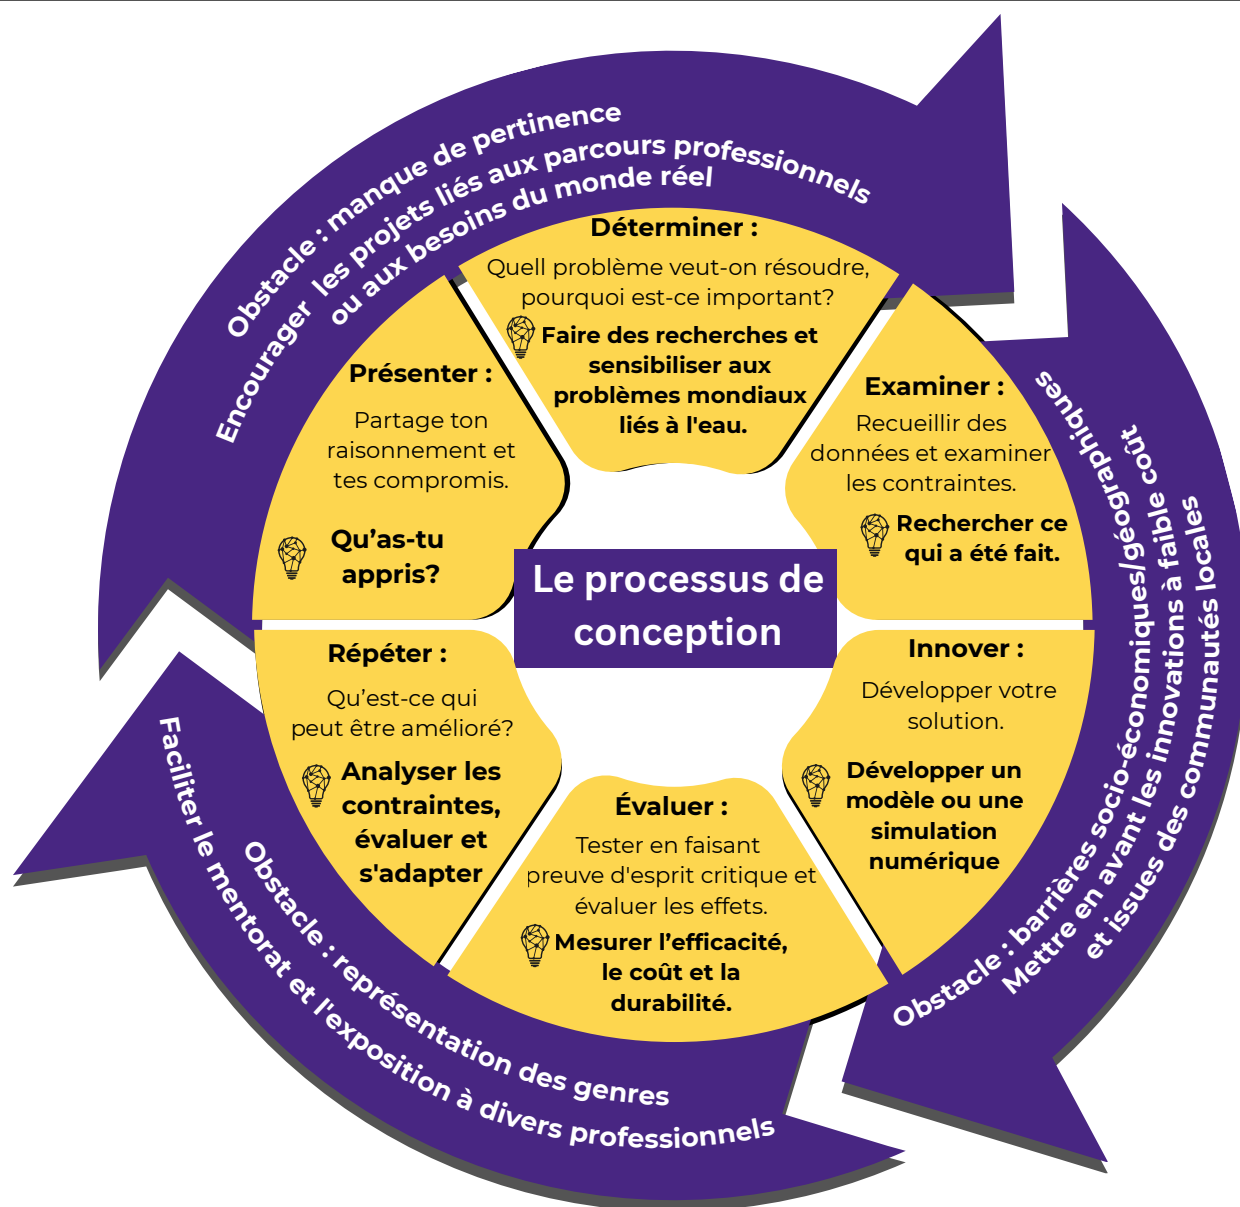 Obstacle : manque de pertinence
Encourager les projets liés aux parcours professionnels
ou aux besoins du monde réel
Déterminer :
Quell problème veut-on résoudre,
pourquoi est-ce important?
Faire des recherches et
sensibiliser aux
problèmes mondiaux
liés à l'eau.
Examiner :
Recueillir des
données et examiner
les contraintes.
Rechercher ce
qui a été fait.
Obstacle : barrières socio-économiques/géographiques
Mettre en avant les innovations à faible coût
et issues des communautés locales
Innover :
Développer votre
solution.
Développer un
modèle ou une
simulation
numérique
Évaluer :
Tester en faisant
preuve d'esprit critique et
évaluer les effets.
Mesurer l’efficacité,
le coût et la
durabilité.
Obstacle : représentation des genres
Faciliter le mentorat et l'exposition à divers professionnels
Répéter :
Qu’est-ce qui
peut être amélioré?
Analyser les
contraintes,
évaluer et
s'adapter
Présenter :
Partage ton
raisonnement et
tes compromis.
Qu’as-tu
appris?
Le processus de
conception